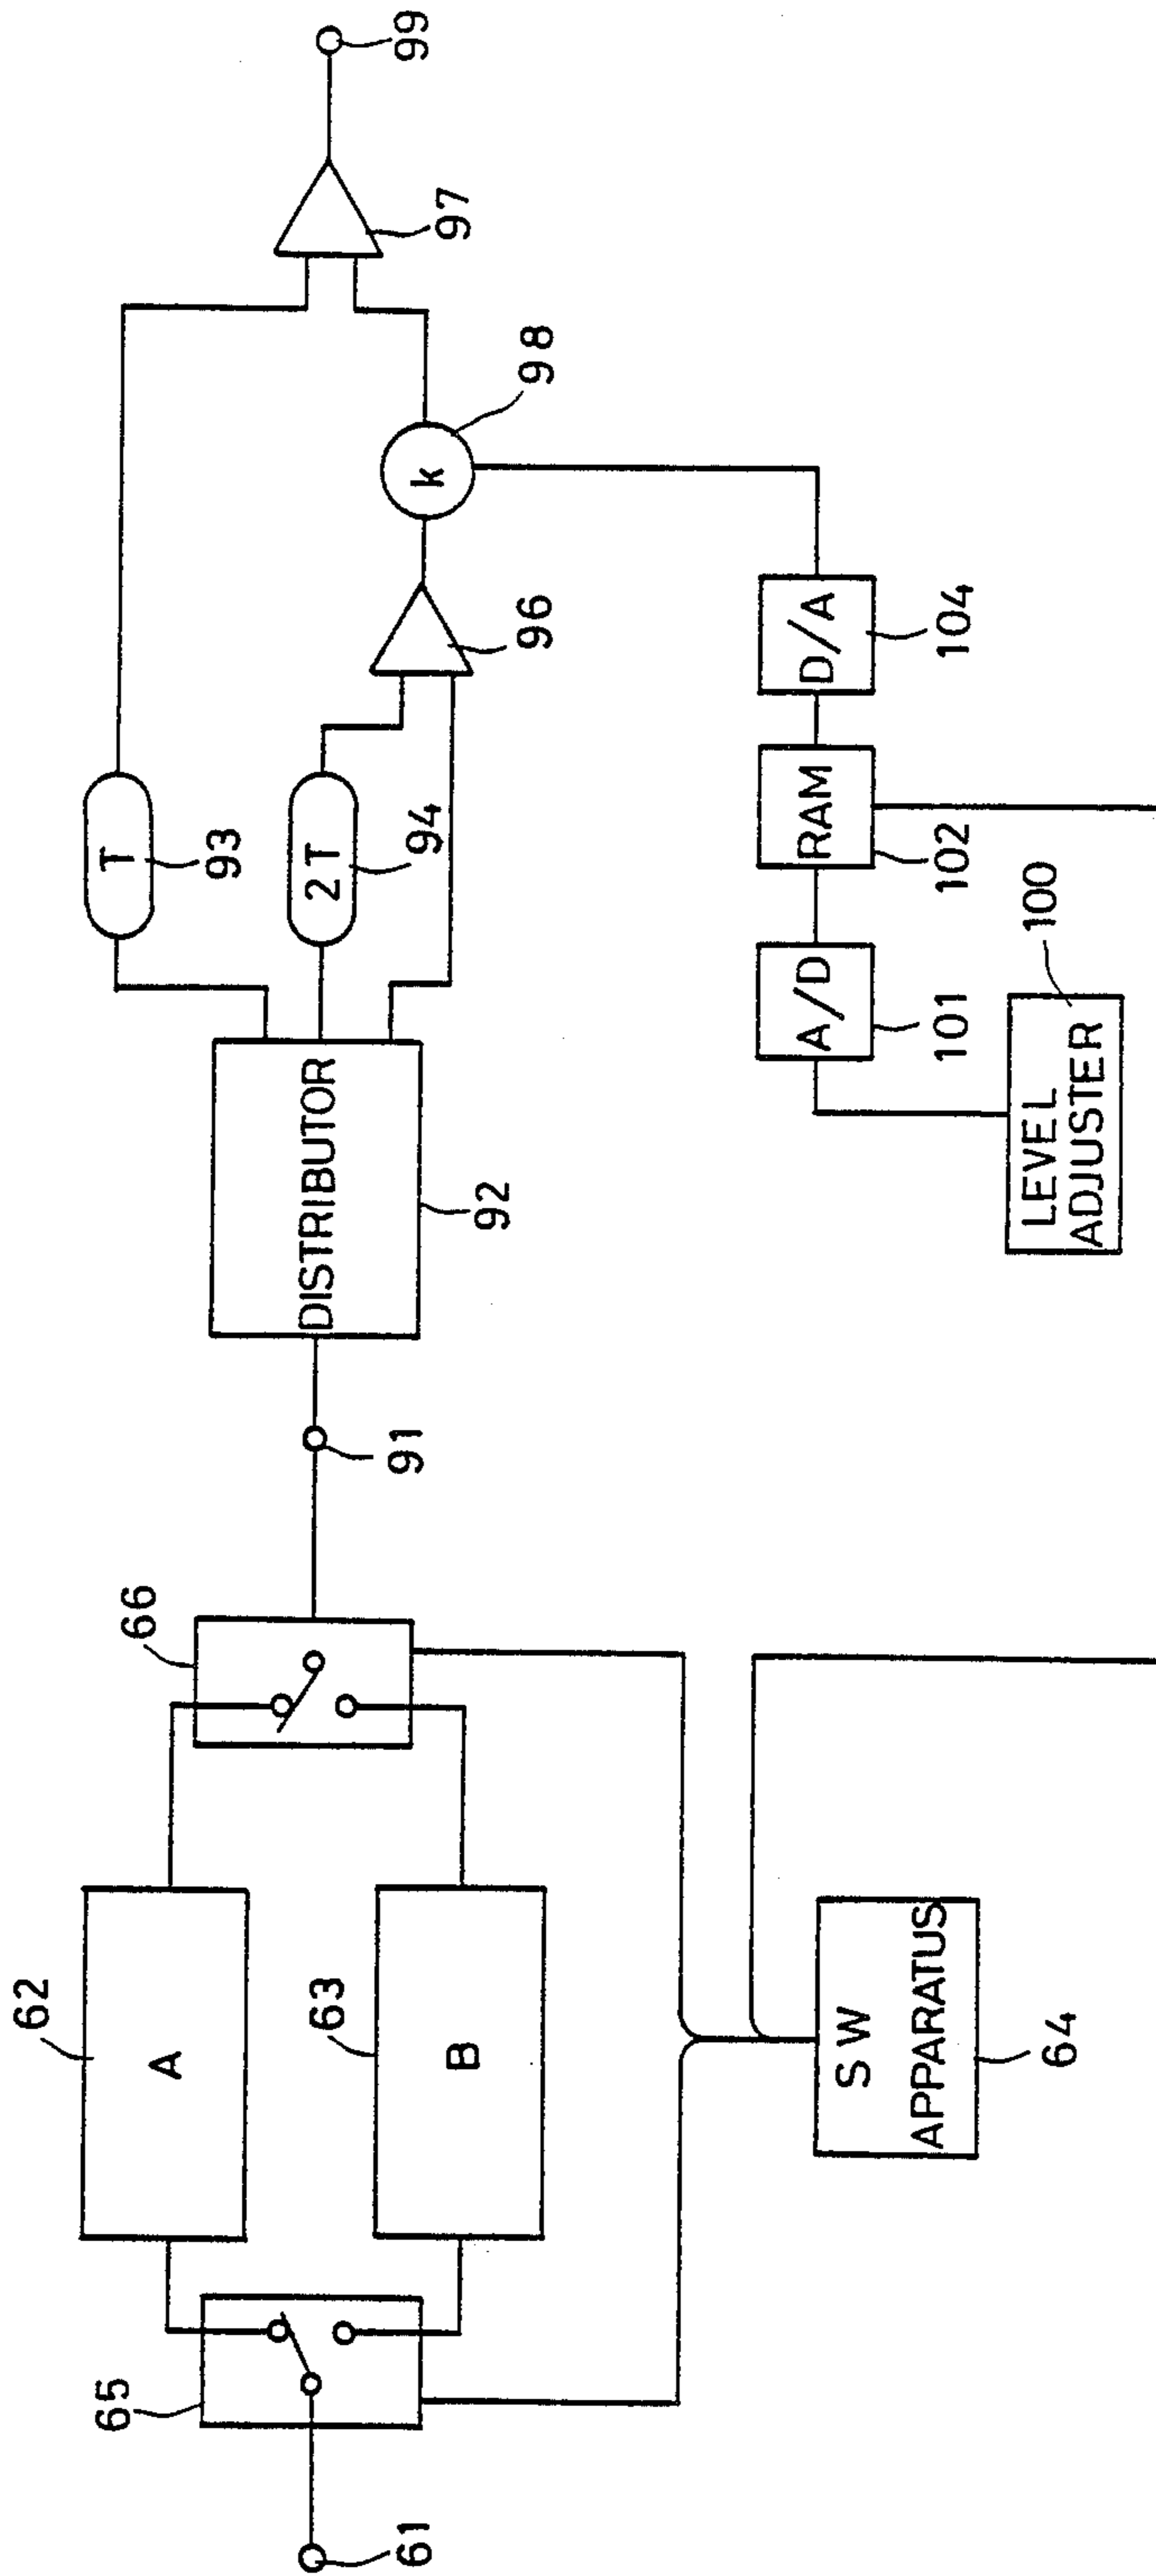 61
65
62
A
63
B
66
SW
APPARATUS
64
91
DISTRIBUTOR
92
T
93
2T
94
96
k
98
97
99
LEVEL
ADJUSTER
100
A/D
101
RAM
102
D/A
104